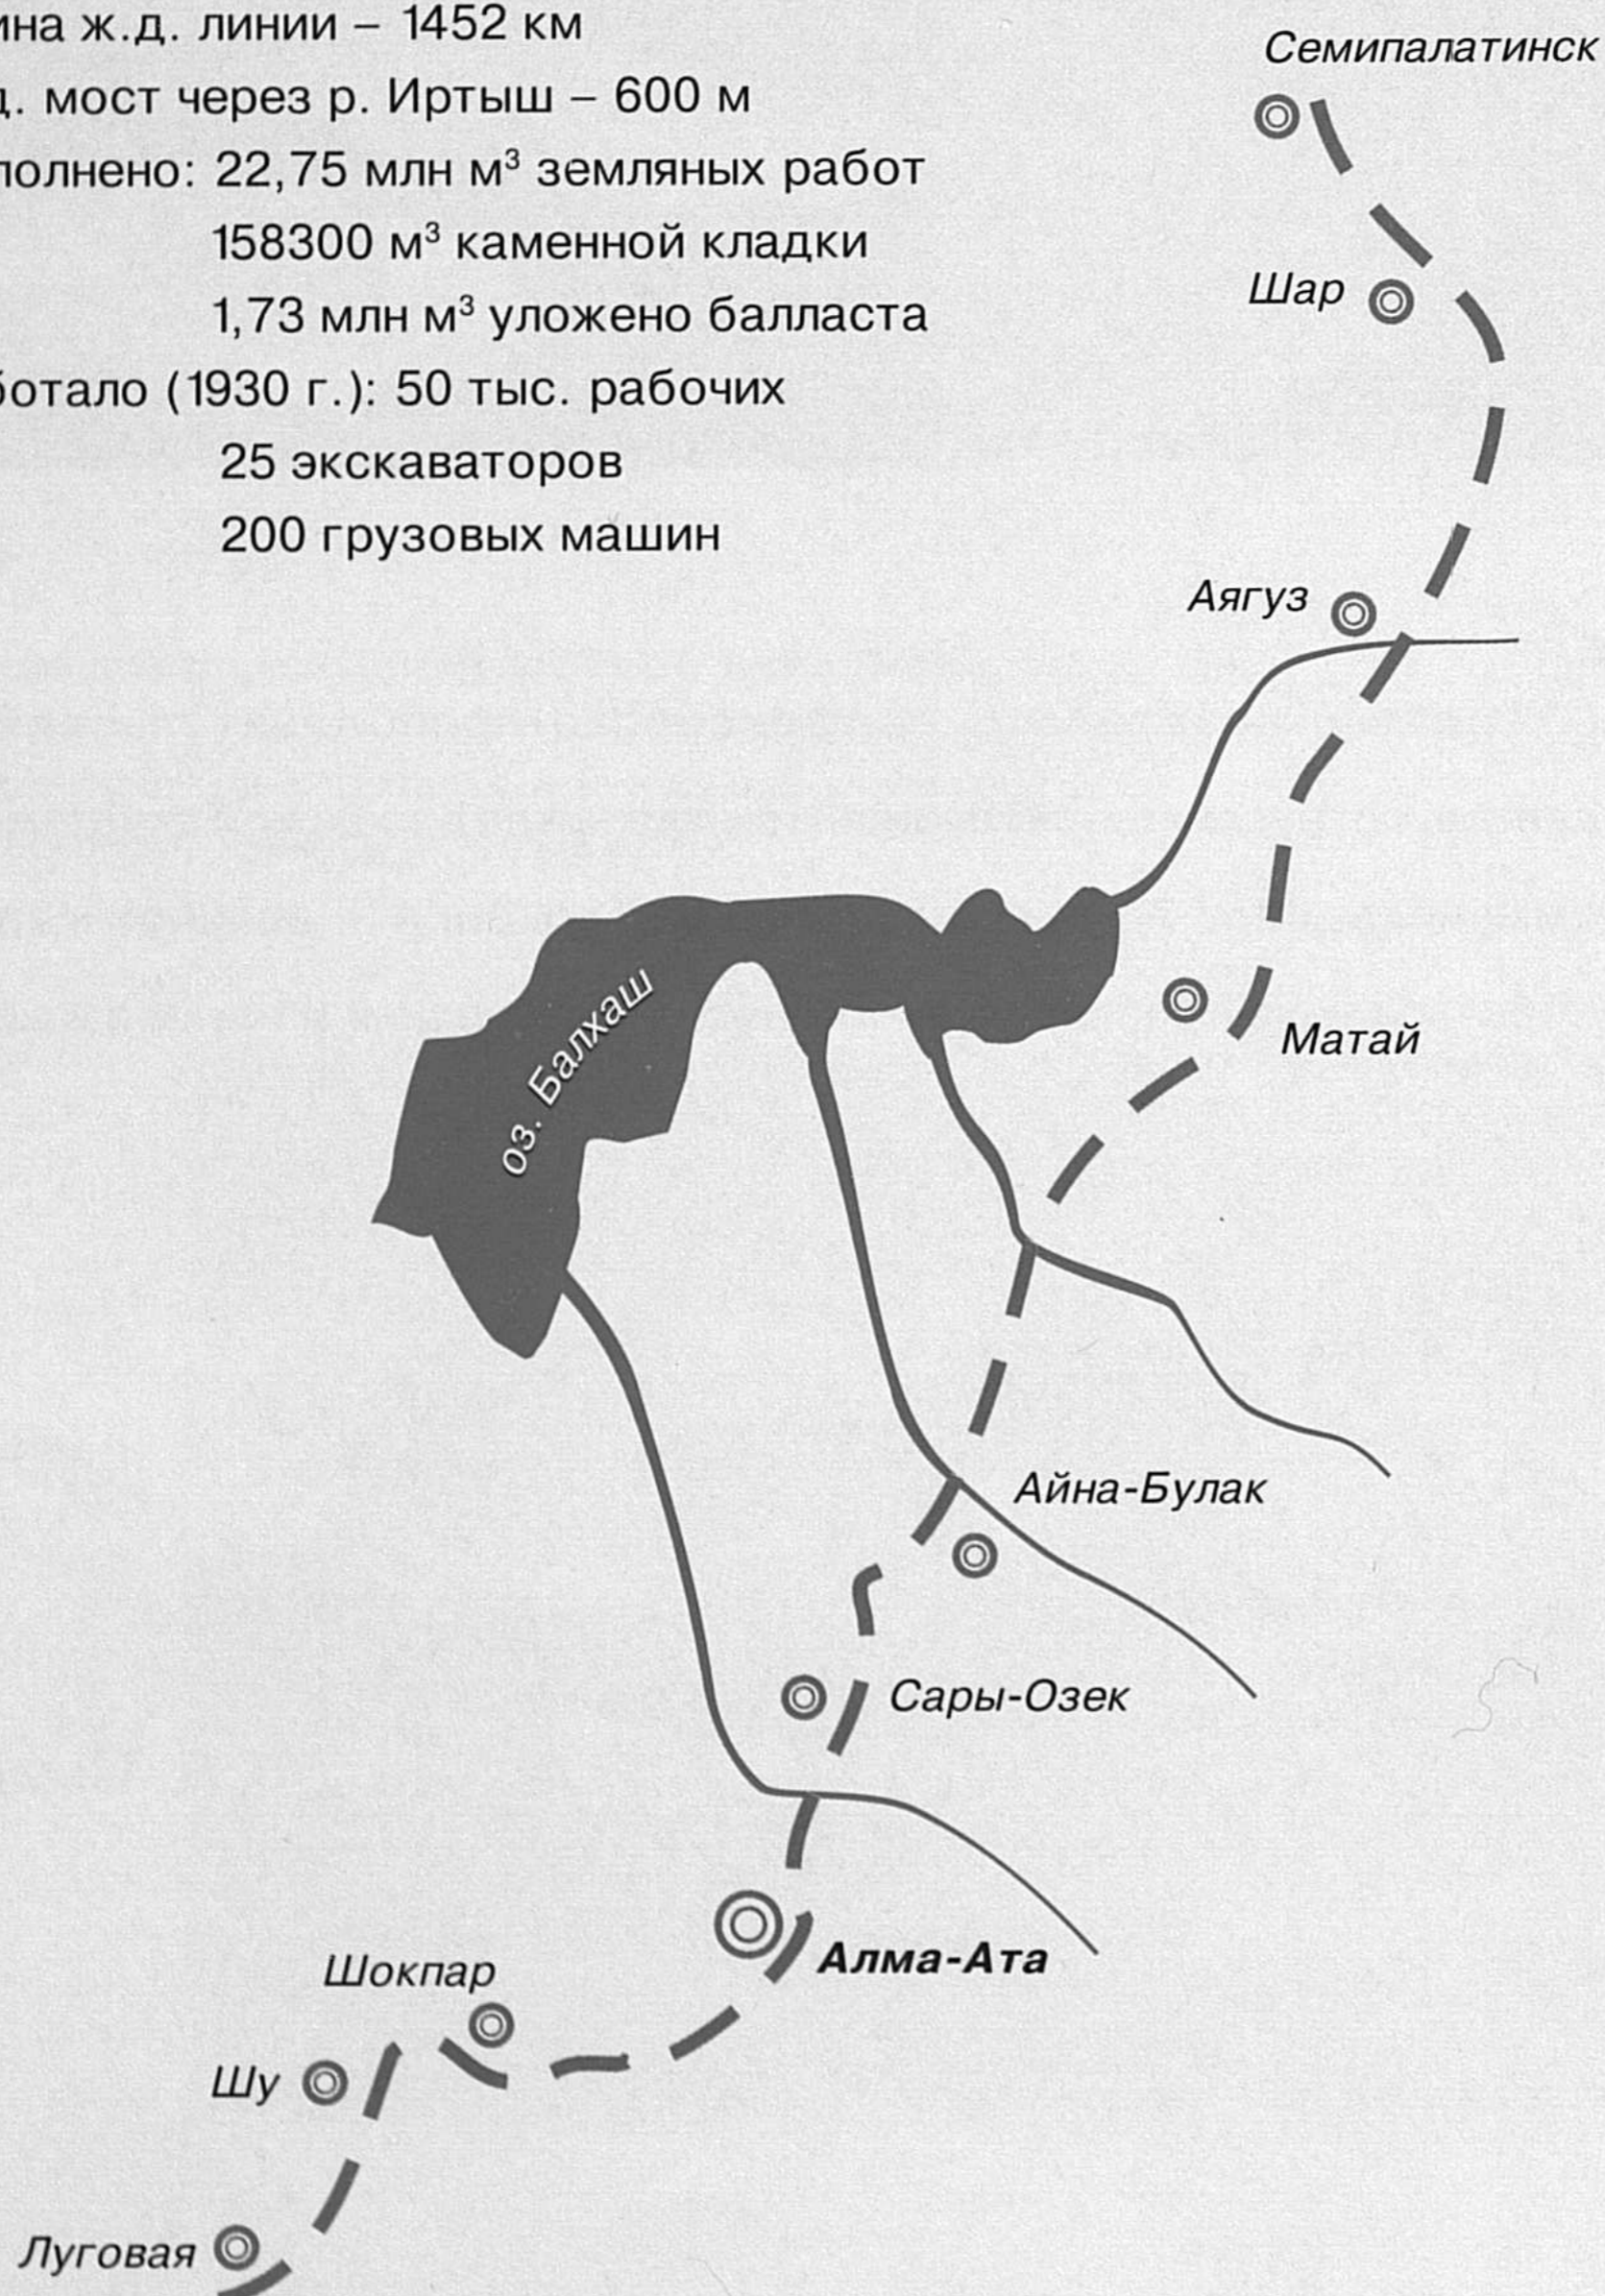 ина ж.д. линии – 1452 км
д. мост через р. Иртыш – 600 м
полнено: 22,75 млн м³ земляных работ
158300 м³ каменной кладки
1,73 млн м³ уложено балласта
ботало (1930 г.): 50 тыс. рабочих
25 экскаваторов
200 грузовых машин
Семипалатинск
Шар
Аягуз
Матай
оз. Балхаш
Айна-Булак
Сары-Озек
Алма-Ата
Шокпар
Шу
Луговая